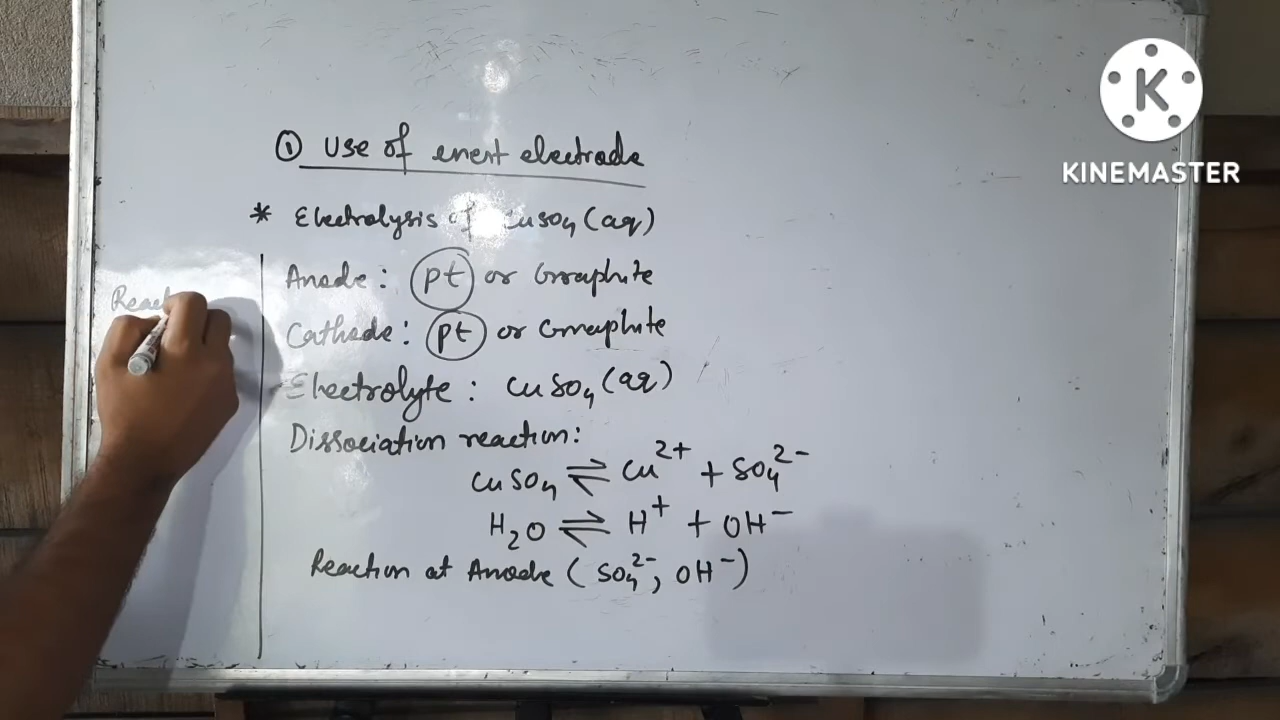 ① Use of enert electrode
* Electrolysis of CuSO4 (aq)
Anode: pt or Graphite
Cathode: pt or Graphite
Electrolyte: CuSO4 (aq)
Dissociation reaction:
CuSO4 ⇌ Cu²⁺ + SO4²⁻
H2O ⇌ H⁺ + OH⁻
Reaction at Anode (SO4²⁻, OH⁻)
K
KINEMASTER